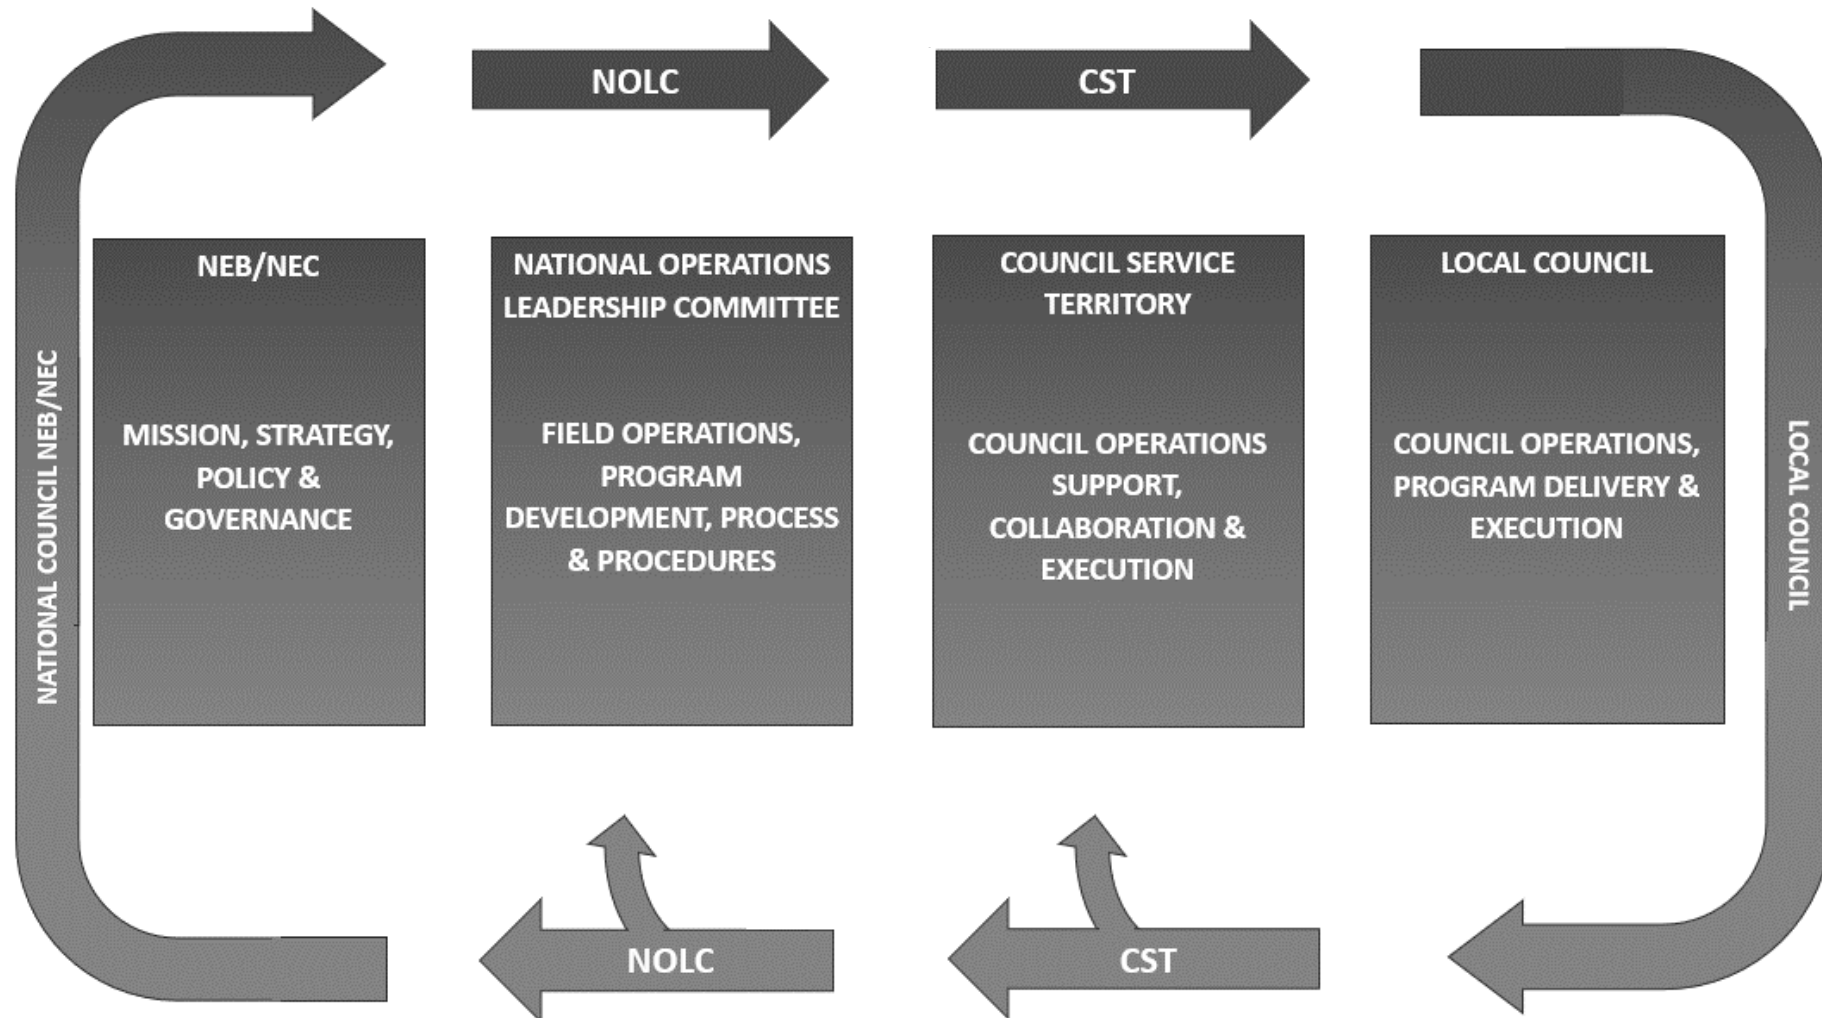 NOLC
CST
NATIONAL COUNCIL NEB/NEC
NEB/NEC
MISSION, STRATEGY,
POLICY &
GOVERNANCE
NATIONAL OPERATIONS
LEADERSHIP COMMITTEE
FIELD OPERATIONS,
PROGRAM
DEVELOPMENT, PROCESS
& PROCEDURES
COUNCIL SERVICE
TERRITORY
COUNCIL OPERATIONS
SUPPORT,
COLLABORATION &
EXECUTION
LOCAL COUNCIL
COUNCIL OPERATIONS,
PROGRAM DELIVERY &
EXECUTION
LOCAL COUNCIL
NOLC
CST